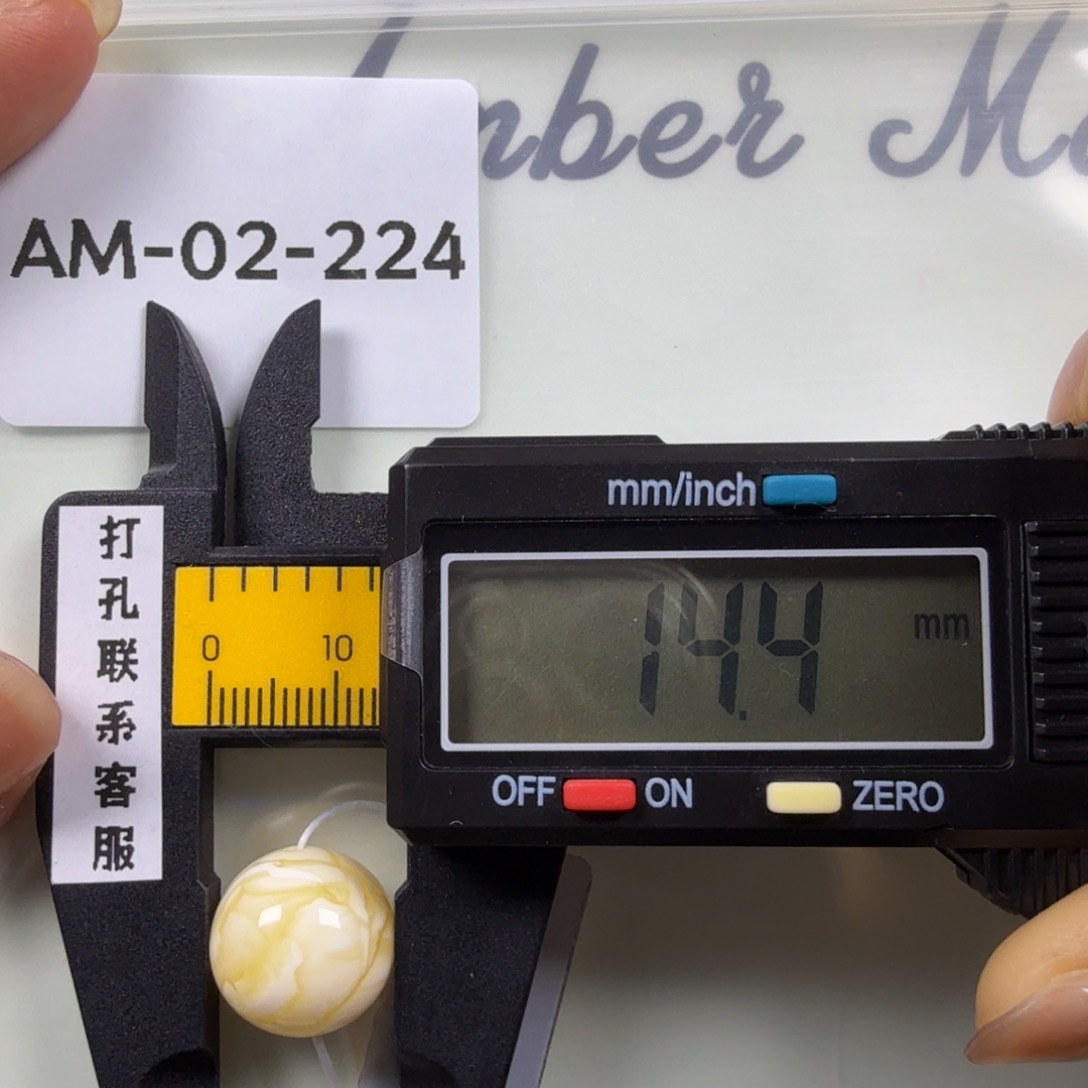 Amber M
AM-02-224
mm/inch
打
孔
联
系
客
服
0 10
14.4 mm
OFF ON
ZERO